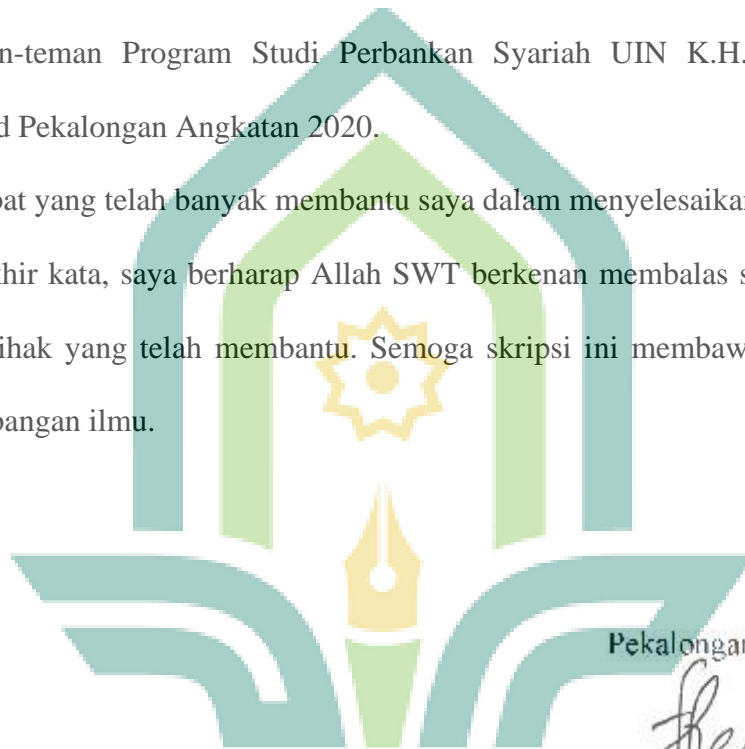 n-teman Program Studi Perbankan Syariah UIN K.H.
d Pekalongan Angkatan 2020.
bat yang telah banyak membantu saya dalam menyelesaikan
hir kata, saya berharap Allah SWT berkenan membalas s
ihak yang telah membantu. Semoga skripsi ini membaw
bangan ilmu.
Pekalongan